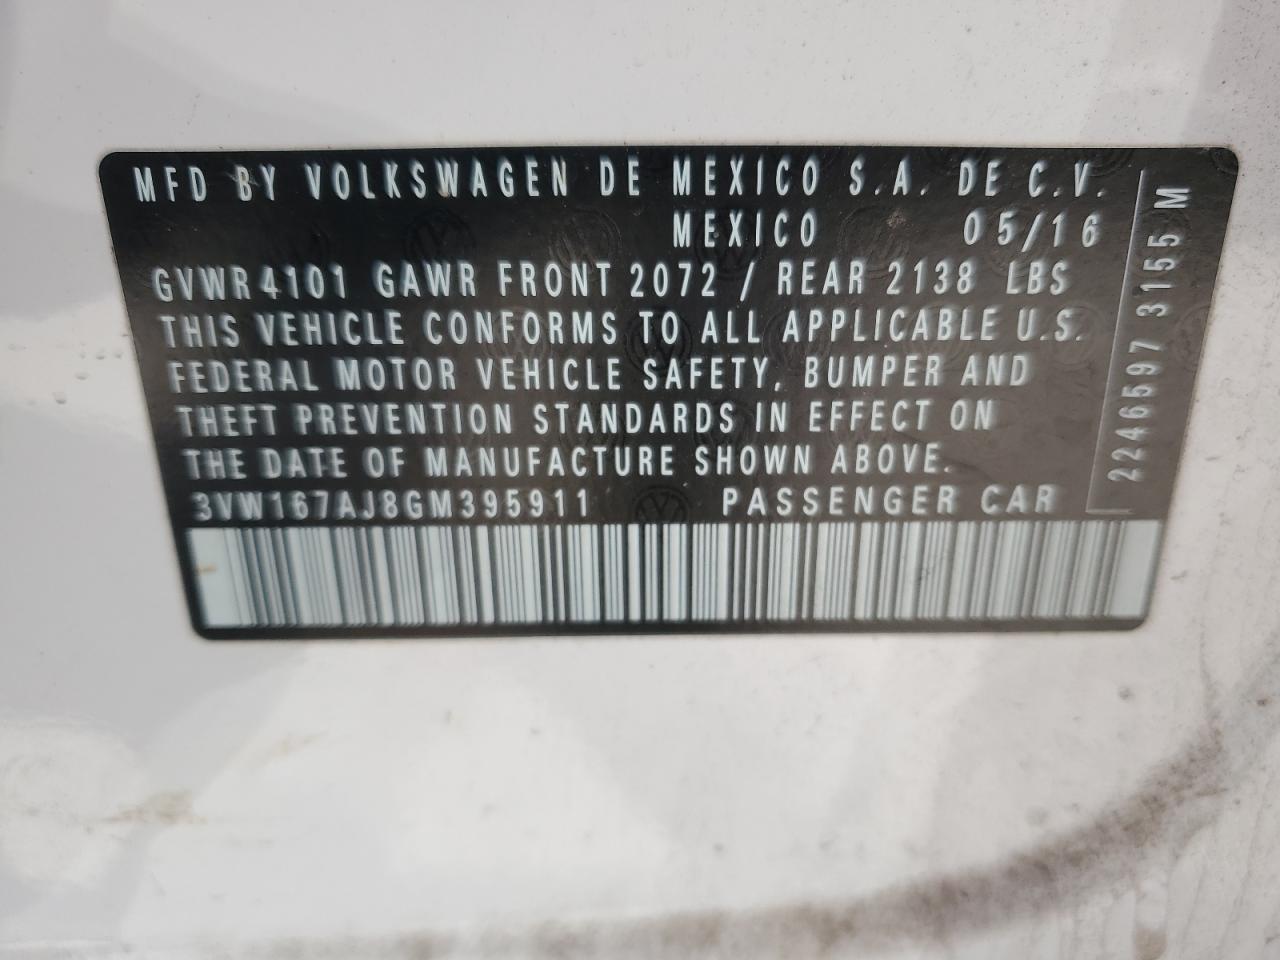 MFD BY VOLKSWAGEN DE MEXICO S.A. DE C.V.
MEXICO 05/16
GVWR 4101 GAWR FRONT 2072 / REAR 2138 LBS
THIS VEHICLE CONFORMS TO ALL APPLICABLE U.S.
FEDERAL MOTOR VEHICLE SAFETY, BUMPER AND
THEFT PREVENTION STANDARDS IN EFFECT ON
THE DATE OF MANUFACTURE SHOWN ABOVE.
3VW167AJ8GM395911 PASSENGER CAR
2246597 3155 M